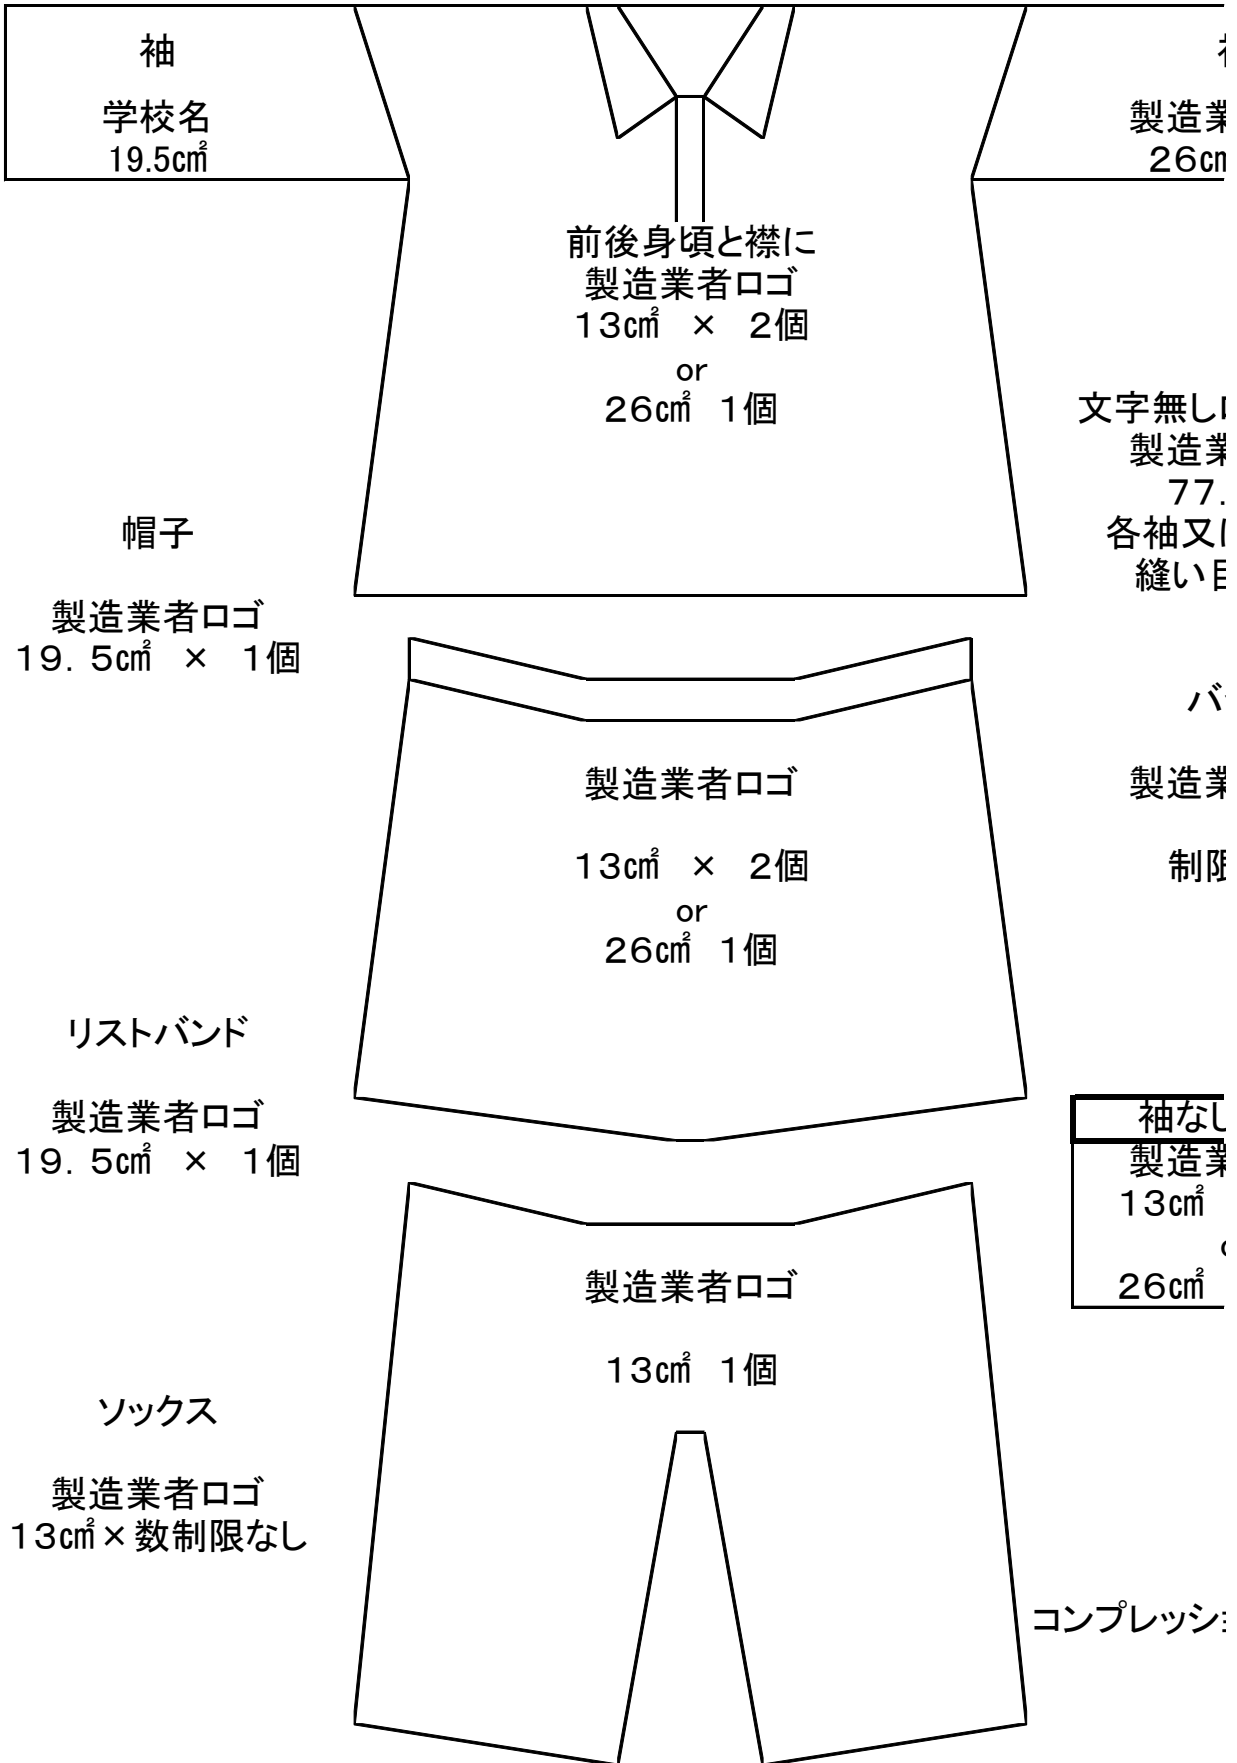 袖
学校名
19.5c㎡
製造業
26cm
前後身頃と襟に
製造業者ロゴ
13c㎡ × 2個
or
26c㎡ 1個
文字無し
製造業
77.
各袖又は
縫い目
帽子
製造業者ロゴ
19.5c㎡ × 1個
製造業者ロゴ
13c㎡ × 2個
or
26c㎡ 1個
製造業
制限
リストバンド
製造業者ロゴ
19.5c㎡ × 1個
袖なし
製造業
13c㎡
26c㎡
製造業者ロゴ
13c㎡ 1個
ソックス
製造業者ロゴ
13c㎡×数制限なし
コンプレッショ